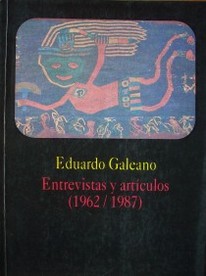 Eduardo Galeano
Entrevistas y artículos
(1962 / 1987)